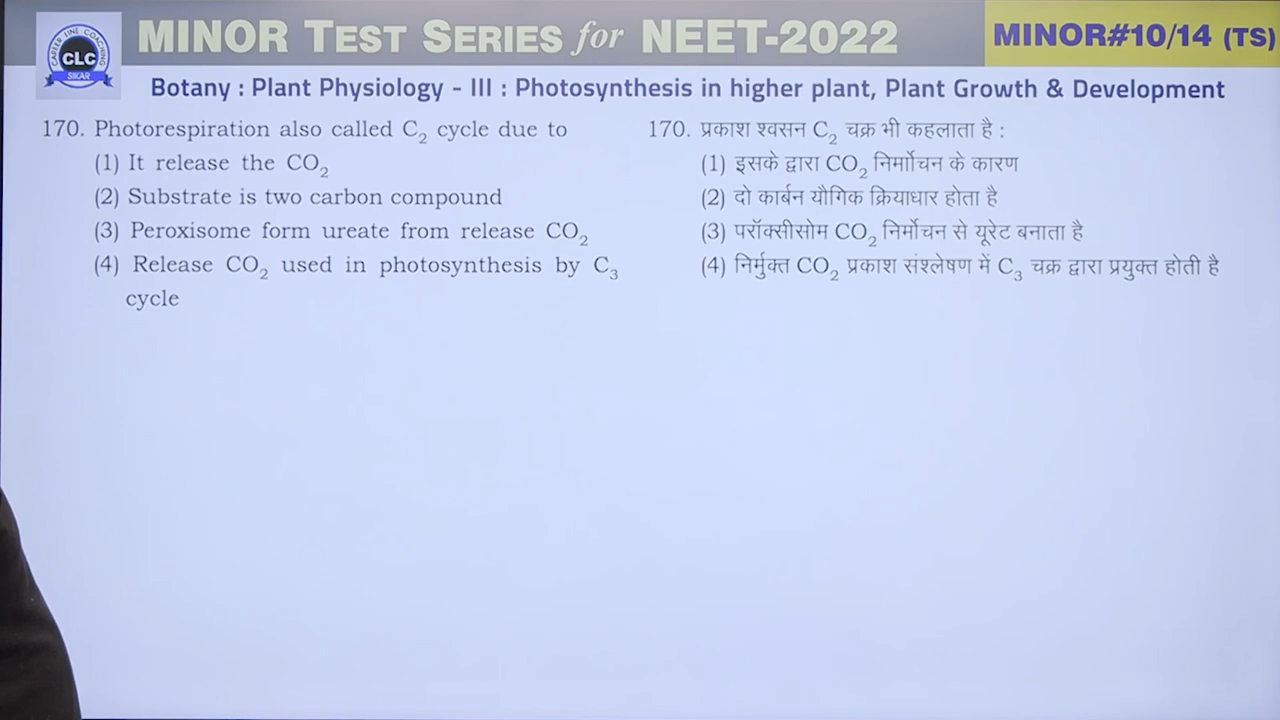 CAREER LINE COACHING
CLC
SIKAR
MINOR TEST SERIES for NEET-2022
MINOR#10/14 (TS)
Botany : Plant Physiology - III : Photosynthesis in higher plant, Plant Growth & Development
170. Photorespiration also called C₂ cycle due to
(1) It release the CO₂
(2) Substrate is two carbon compound
(3) Peroxisome form ureate from release CO₂
(4) Release CO₂ used in photosynthesis by C₃
cycle
170. प्रकाश श्वसन C₂ चक्र भी कहलाता है :
(1) इसके द्वारा CO₂ निर्मोचन के कारण
(2) दो कार्बन यौगिक क्रियाधार होता है
(3) परॉक्सीसोम CO₂ निर्मोचन से यूरेट बनाता है
(4) निर्मुक्त CO₂ प्रकाश संश्लेषण में C₃ चक्र द्वारा प्रयुक्त होती है